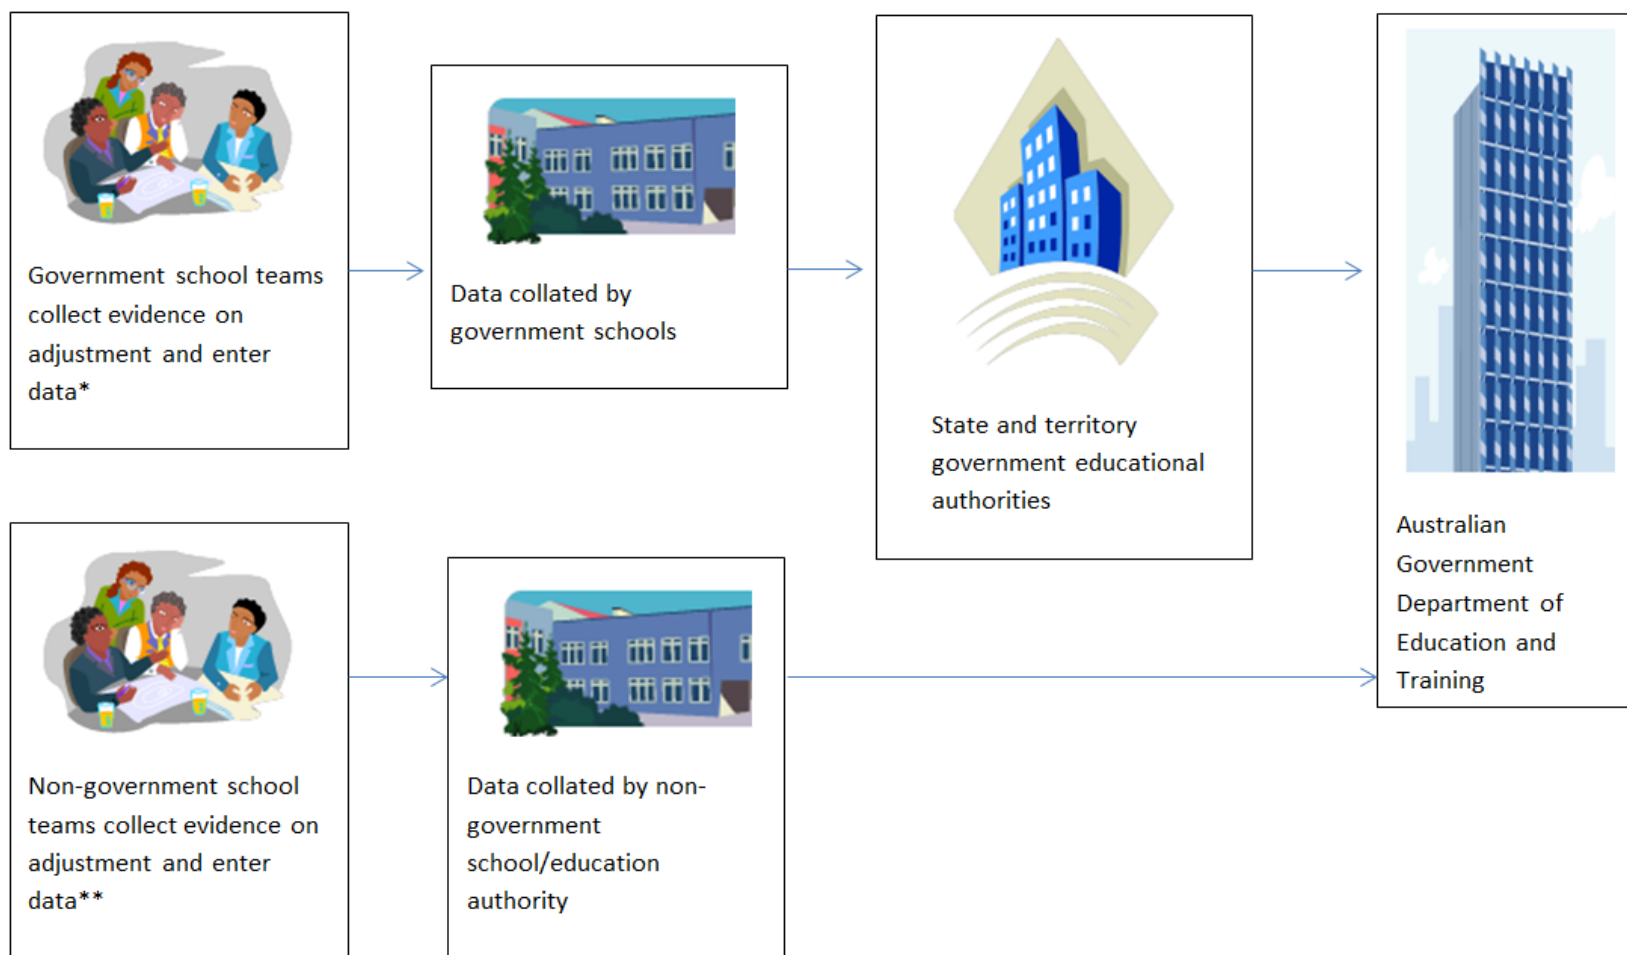 Government school teams
collect evidence on
adjustment and enter
data*
Data collated by
government schools
State and territory
government educational
authorities
Australian
Government
Department of
Education and
Training
Non-government school
teams collect evidence on
adjustment and enter
data**
Data collated by non-
government
school/education
authority